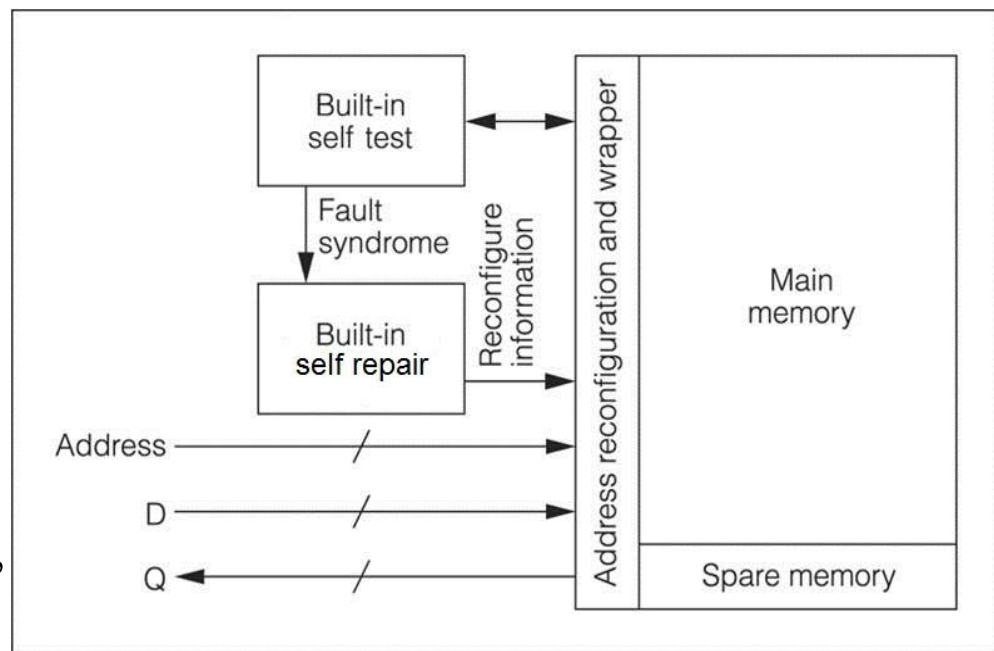 Built-in
self test
Fault
syndrome
Built-in
self repair
Reconfigure
information
Address
D
Q
Address reconfiguration and wrapper
Main
memory
Spare memory